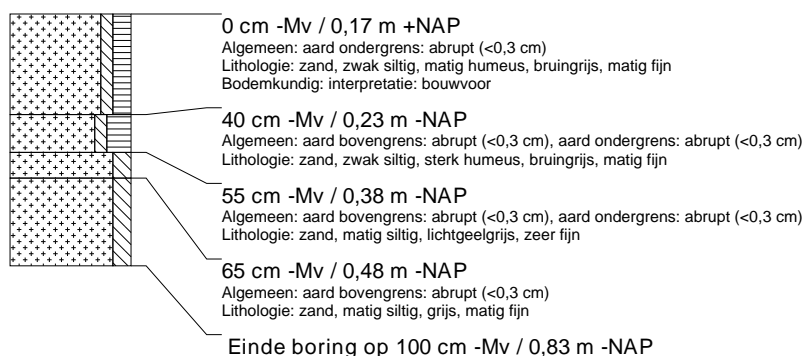 0 cm -Mv / 0,17 m +NAP
Algemeen: aard ondergrens: abrupt (<0,3 cm)
Lithologie: zand, zwak siltig, matig humeus, bruingrijs, matig fijn
Bodemkundig: interpretatie: bouwvoor
40 cm -Mv / 0,23 m -NAP
Algemeen: aard bovengrens: abrupt (<0,3 cm), aard ondergrens: abrupt (<0,3 cm)
Lithologie: zand, zwak siltig, sterk humeus, bruingrijs, matig fijn
55 cm -Mv / 0,38 m -NAP
Algemeen: aard bovengrens: abrupt (<0,3 cm), aard ondergrens: abrupt (<0,3 cm)
Lithologie: zand, matig siltig, lichtgeelgrijs, zeer fijn
65 cm -Mv / 0,48 m -NAP
Algemeen: aard bovengrens: abrupt (<0,3 cm)
Lithologie: zand, matig siltig, grijs, matig fijn
Einde boring op 100 cm -Mv / 0,83 m -NAP